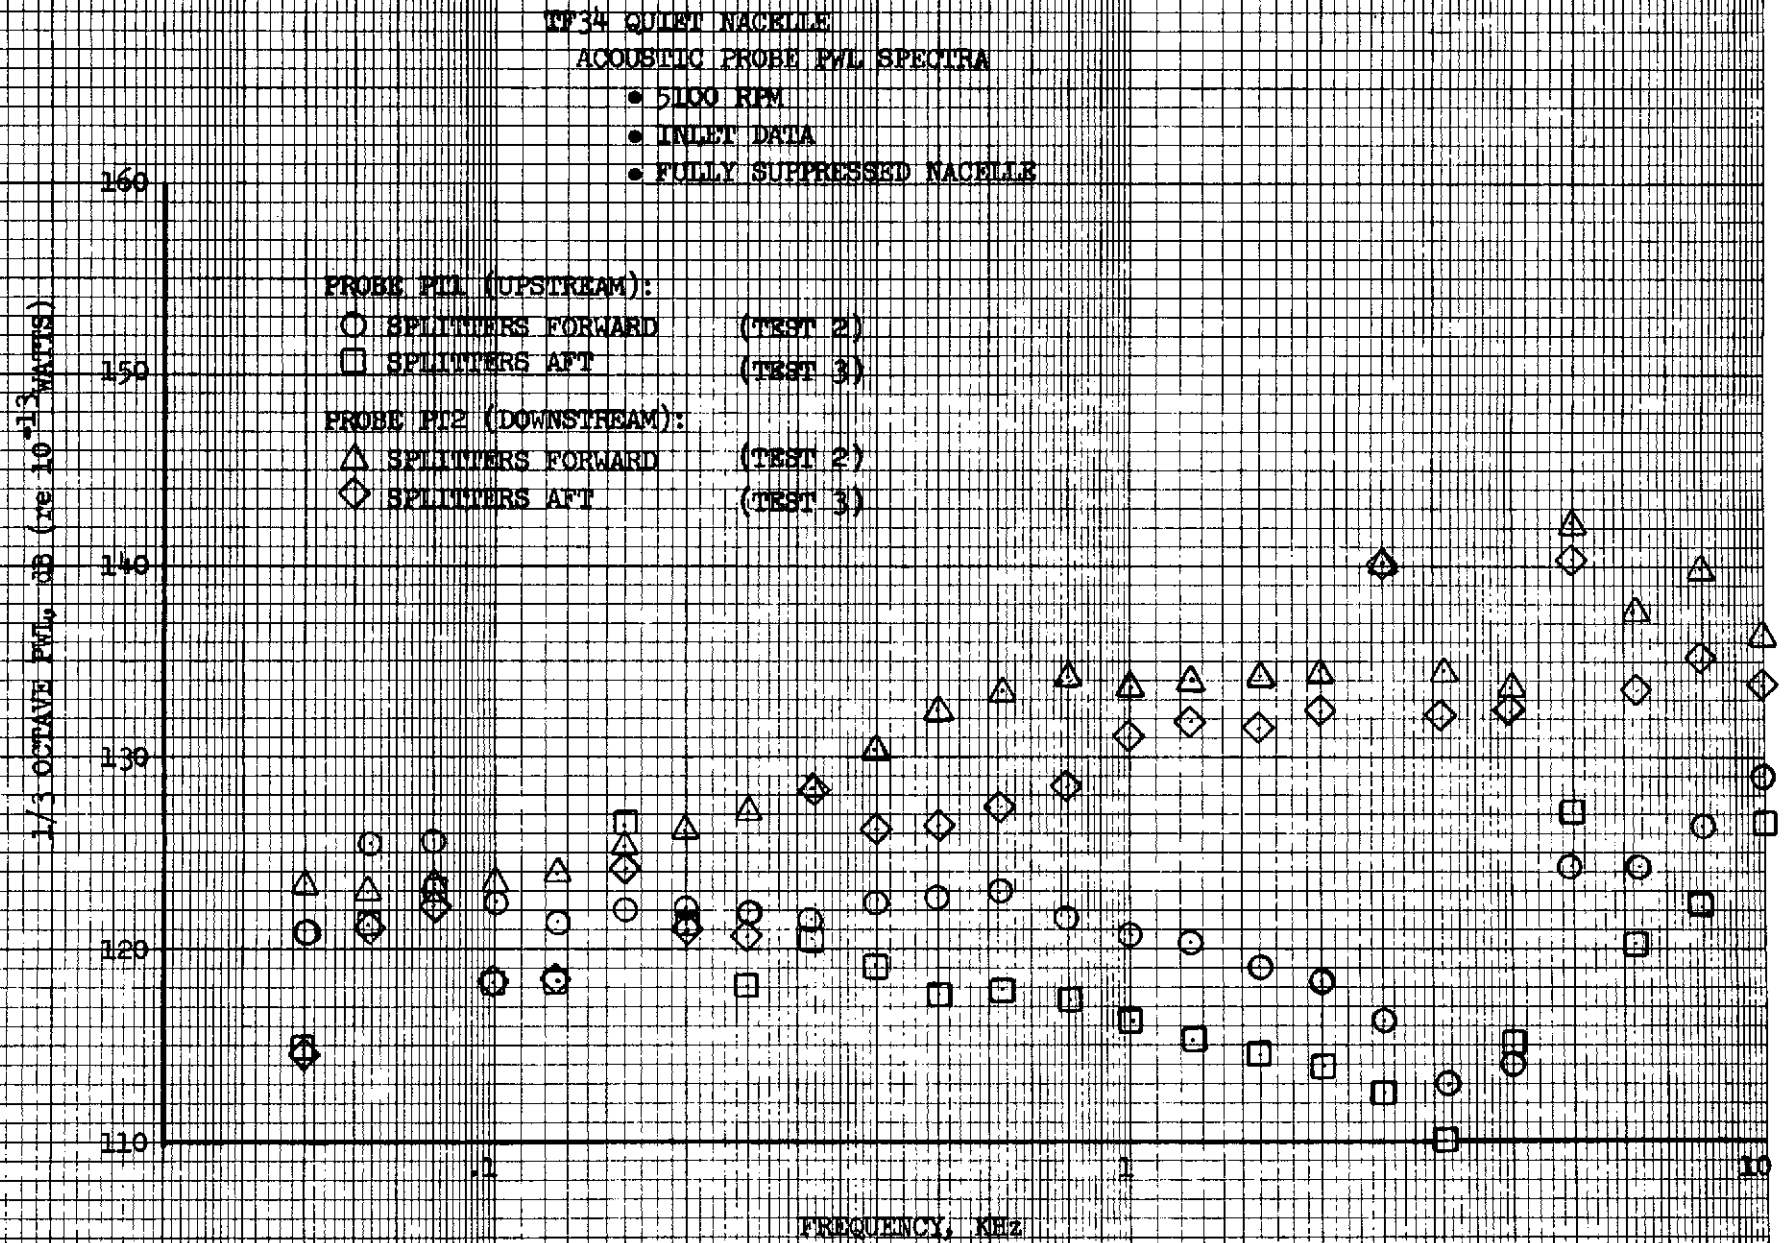 TF34 QUIET NACELLE
ACOUSTIC PROBE PWL SPECTRA
• 5100 RPM
• INLET DATA
• FULLY SUPPRESSED NACELLE
160
PROBE PT1 (UPSTREAM):
○ SPLITTERS FORWARD (TEST 2)
□ SPLITTERS AFT (TEST 3)
150
PROBE PT2 (DOWNSTREAM):
△ SPLITTERS FORWARD (TEST 2)
◇ SPLITTERS AFT (TEST 3)
140
130
120
110
1/3 OCTAVE PWL, dB (re 10⁻¹³ WATTS)
.1 1 10
FREQUENCY, KHz